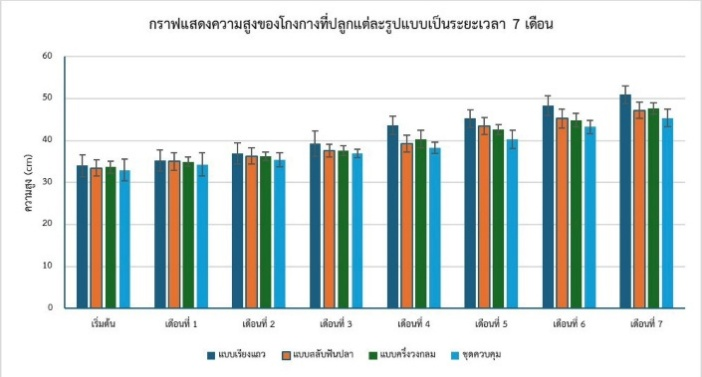 กราฟแสดงความสูงของโกงกางที่ปลูกแต่ละรูปแบบเป็นระยะเวลา 7 เดือน
60
50
40
30
20
10
0
ความสูง (cm)
เริ่มต้น เดือนที่ 1 เดือนที่ 2 เดือนที่ 3 เดือนที่ 4 เดือนที่ 5 เดือนที่ 6 เดือนที่ 7
แบบเรียงแถว แบบสลับฟันปลา แบบครึ่งวงกลม ชุดควบคุม